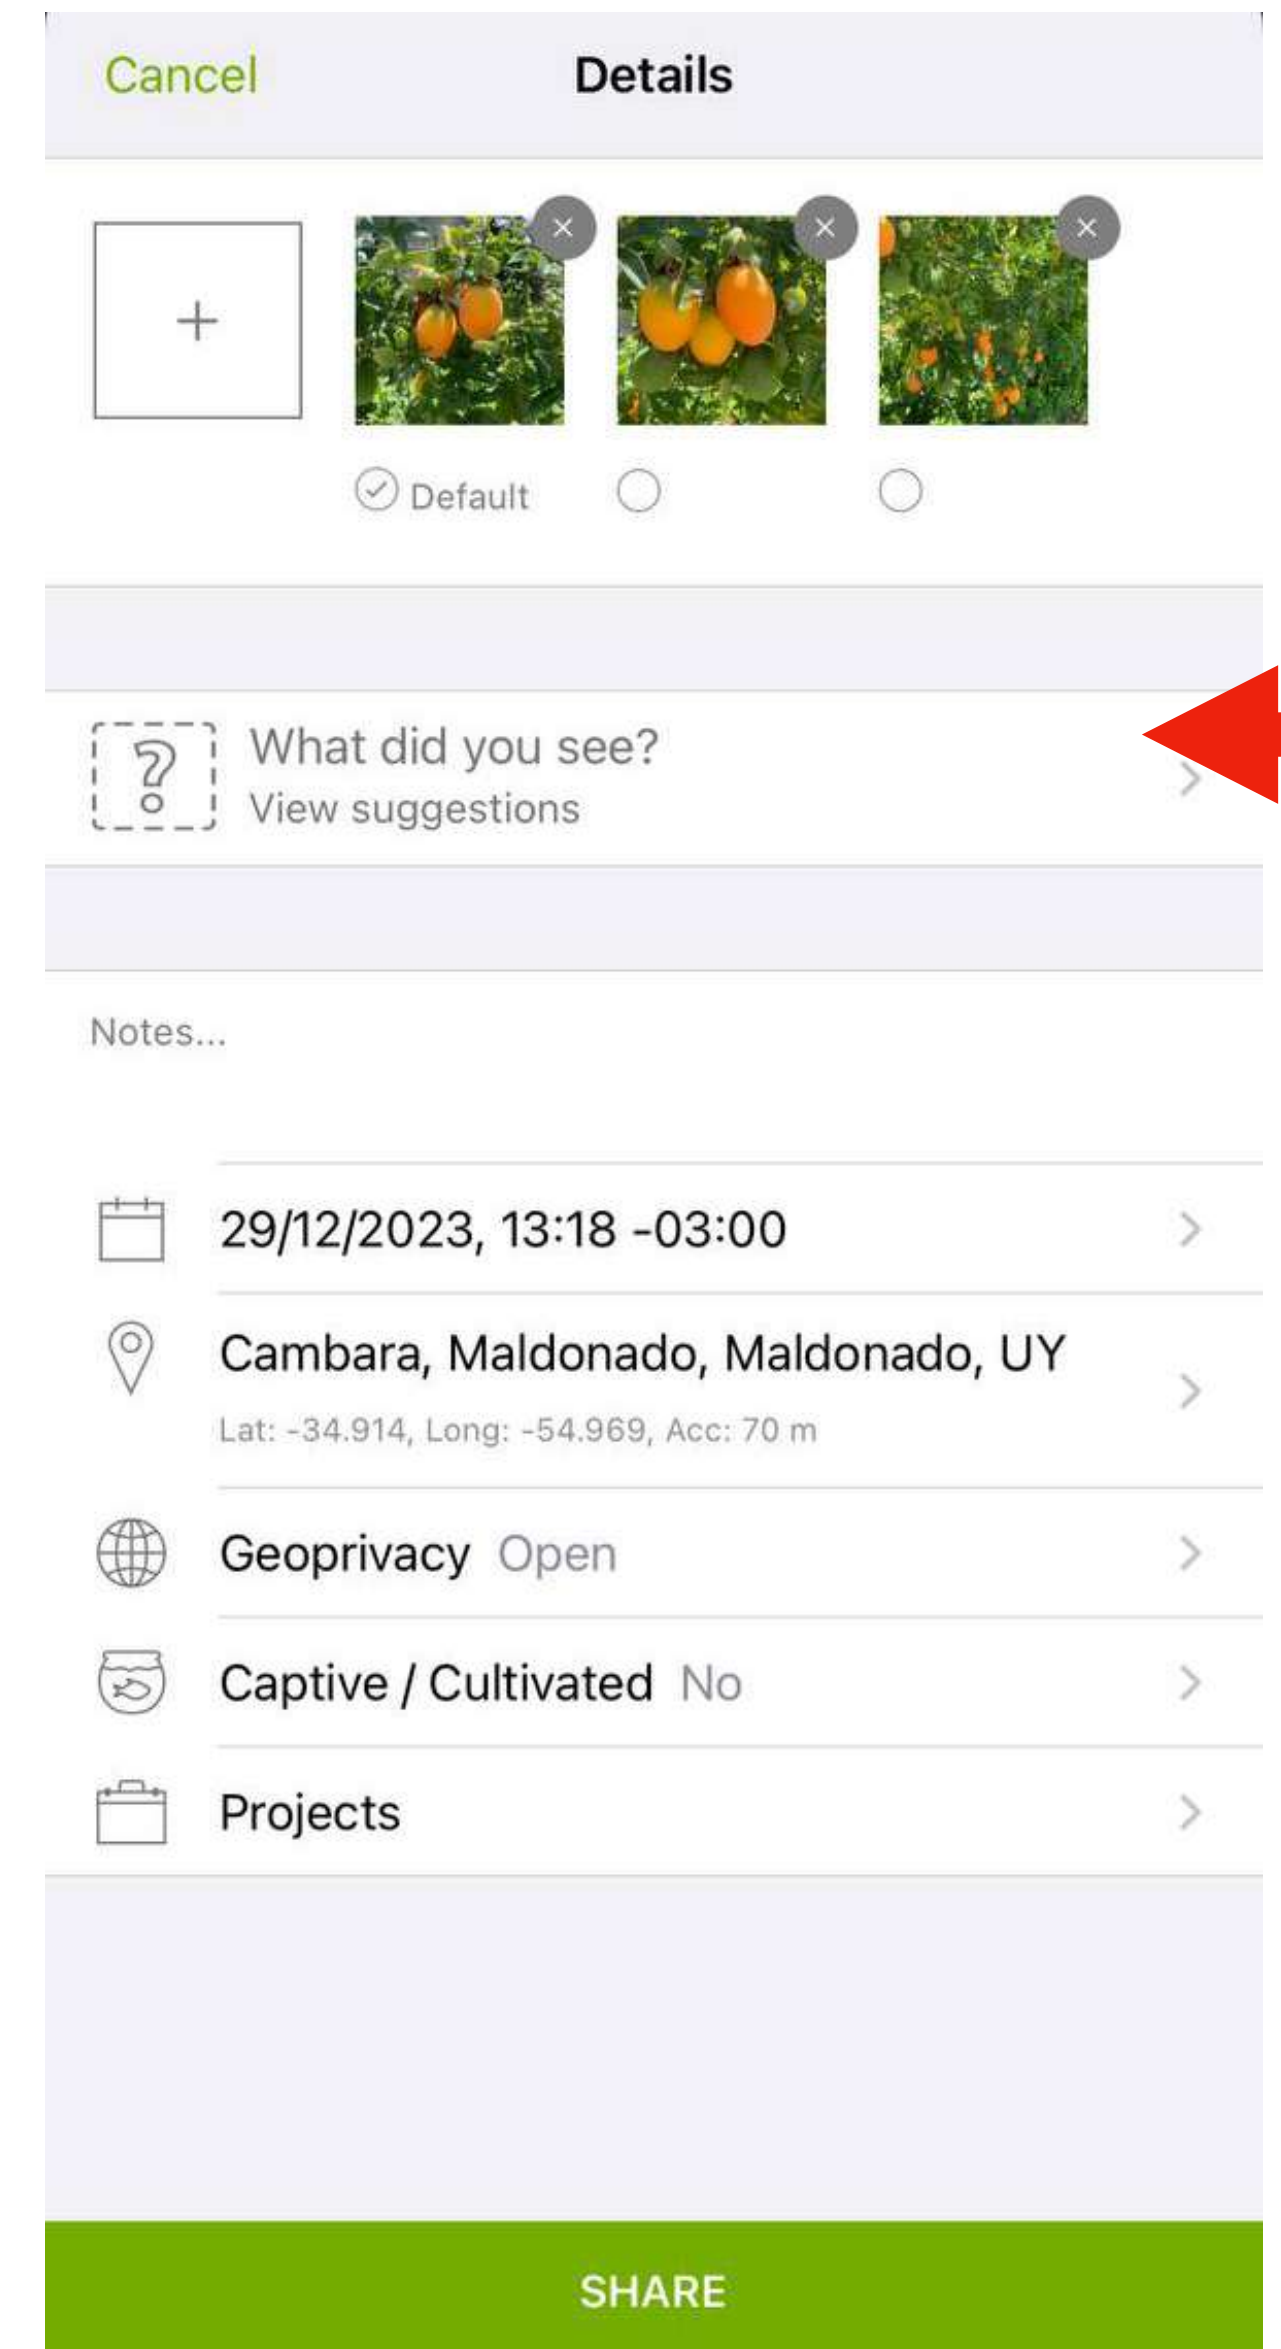 Cancel Details
Default
What did you see?
View suggestions
Notes...
29/12/2023, 13:18 -03:00
Cambara, Maldonado, Maldonado, UY
Lat: -34.914, Long: -54.969, Acc: 70 m
Geoprivacy Open
Captive / Cultivated No
Projects
SHARE